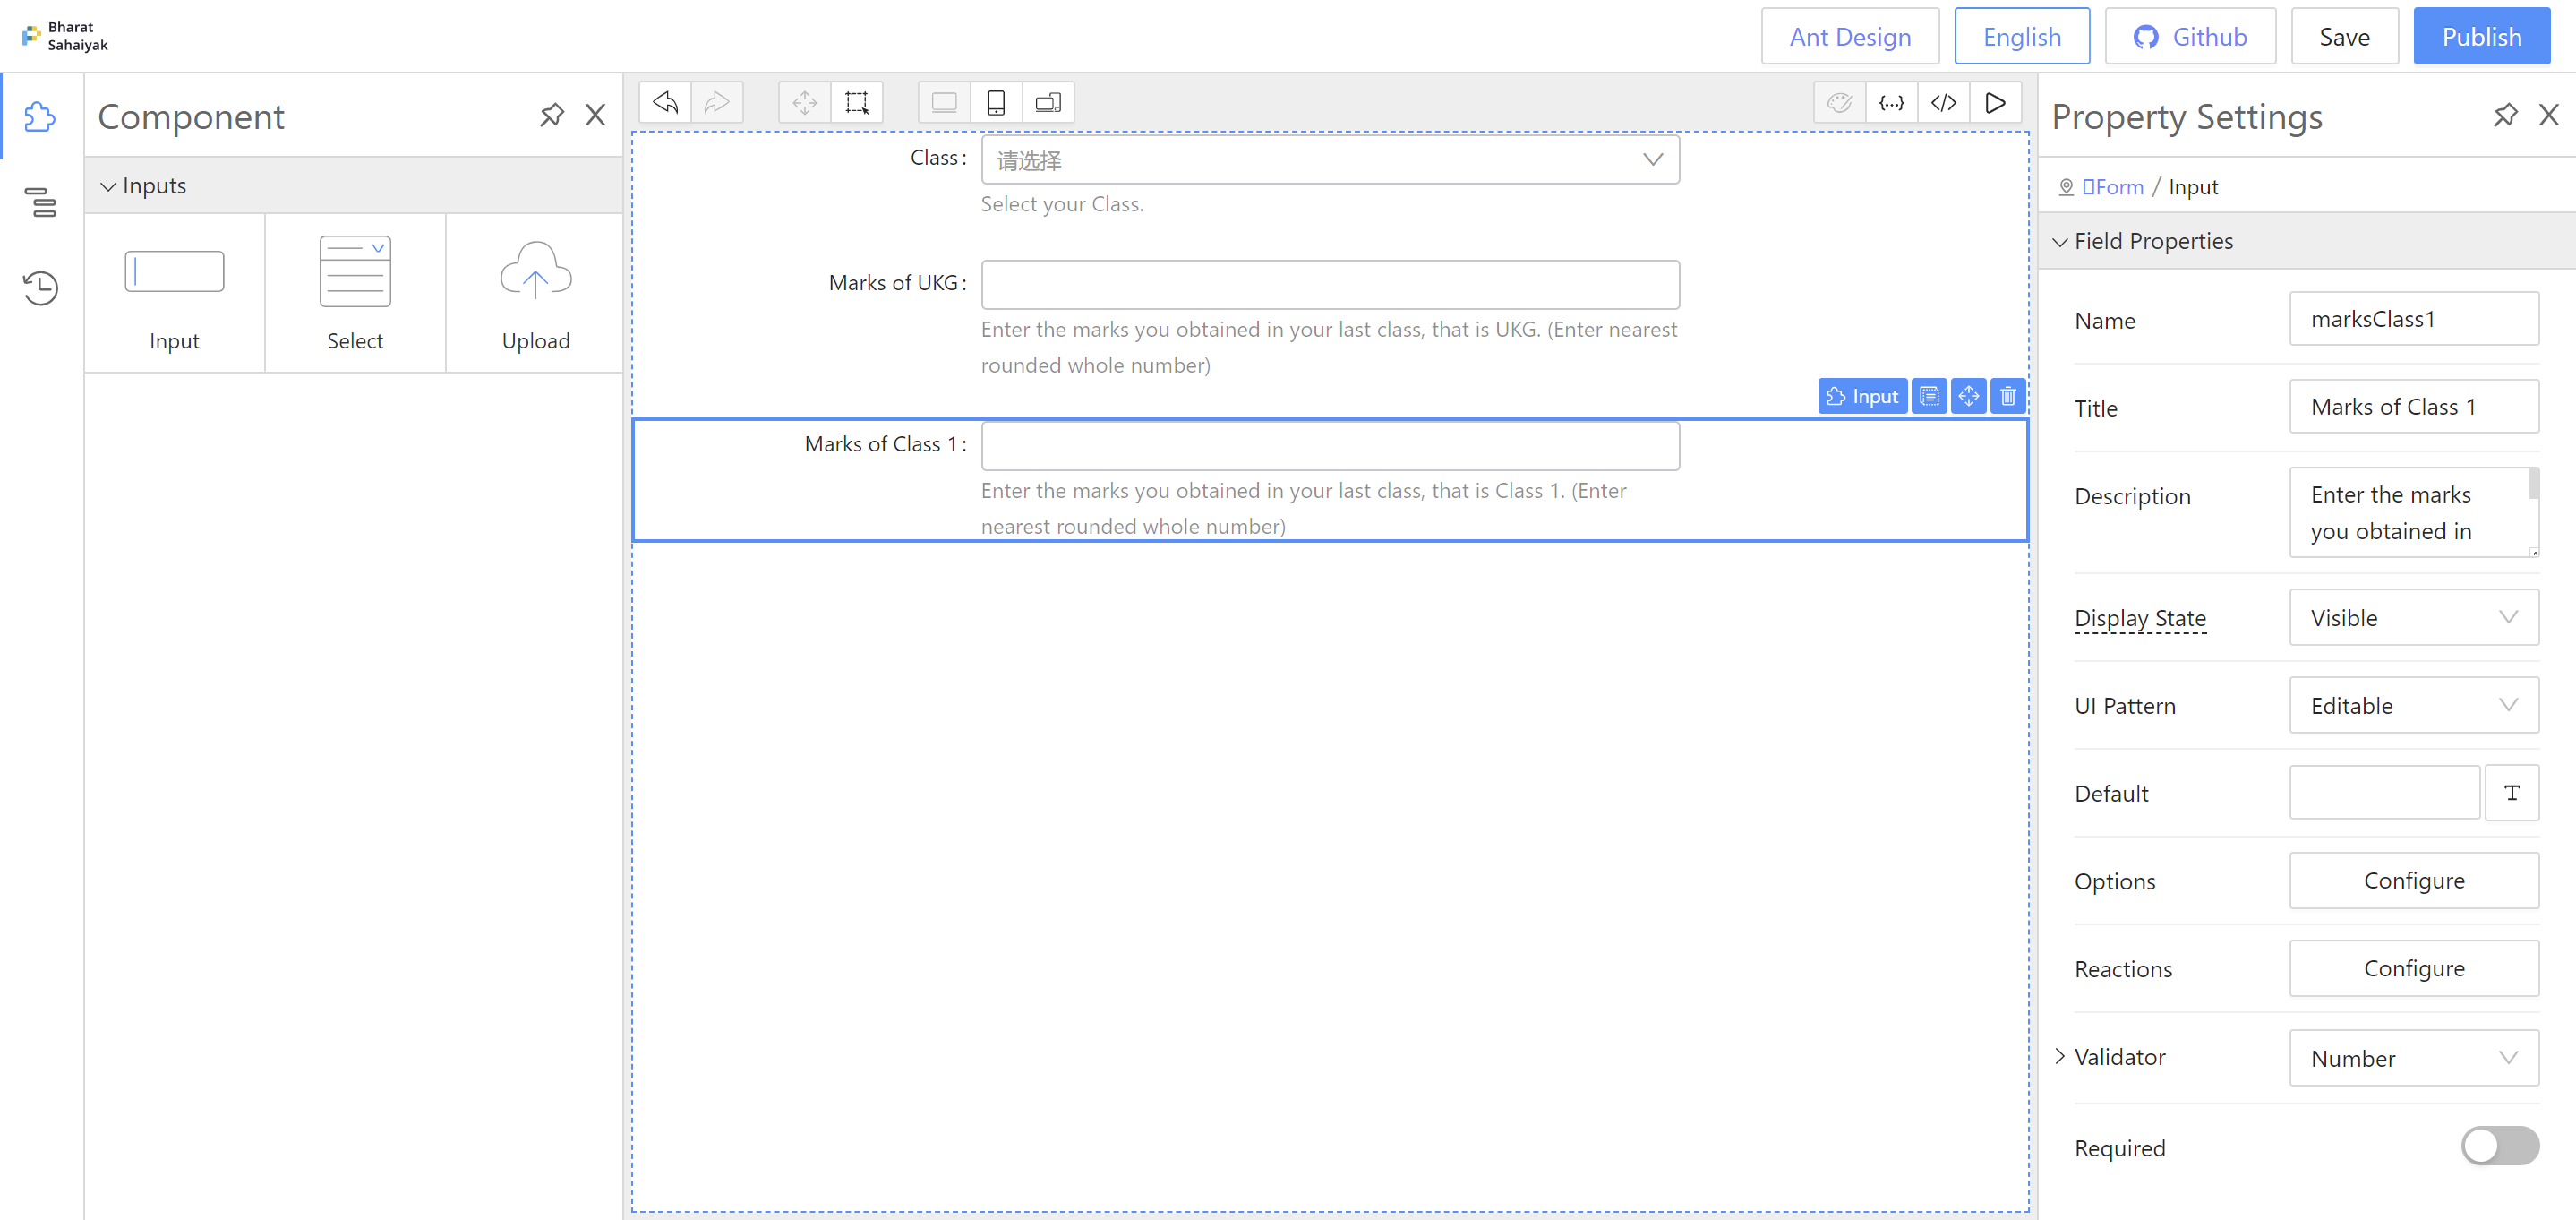 Bharat
Sahaiyak
Ant Design
English
Github
Save
Publish
Component
Inputs
Input
Select
Upload
Class :
请选择
Select your Class.
Marks of UKG :
Enter the marks you obtained in your last class, that is UKG. (Enter nearest
rounded whole number)
Input
Marks of Class 1 :
Enter the marks you obtained in your last class, that is Class 1. (Enter
nearest rounded whole number)
Property Settings
Form / Input
Field Properties
Name
marksClass1
Title
Marks of Class 1
Description
Enter the marks
you obtained in
Display State
Visible
UI Pattern
Editable
Default
T
Options
Configure
Reactions
Configure
Validator
Number
Required